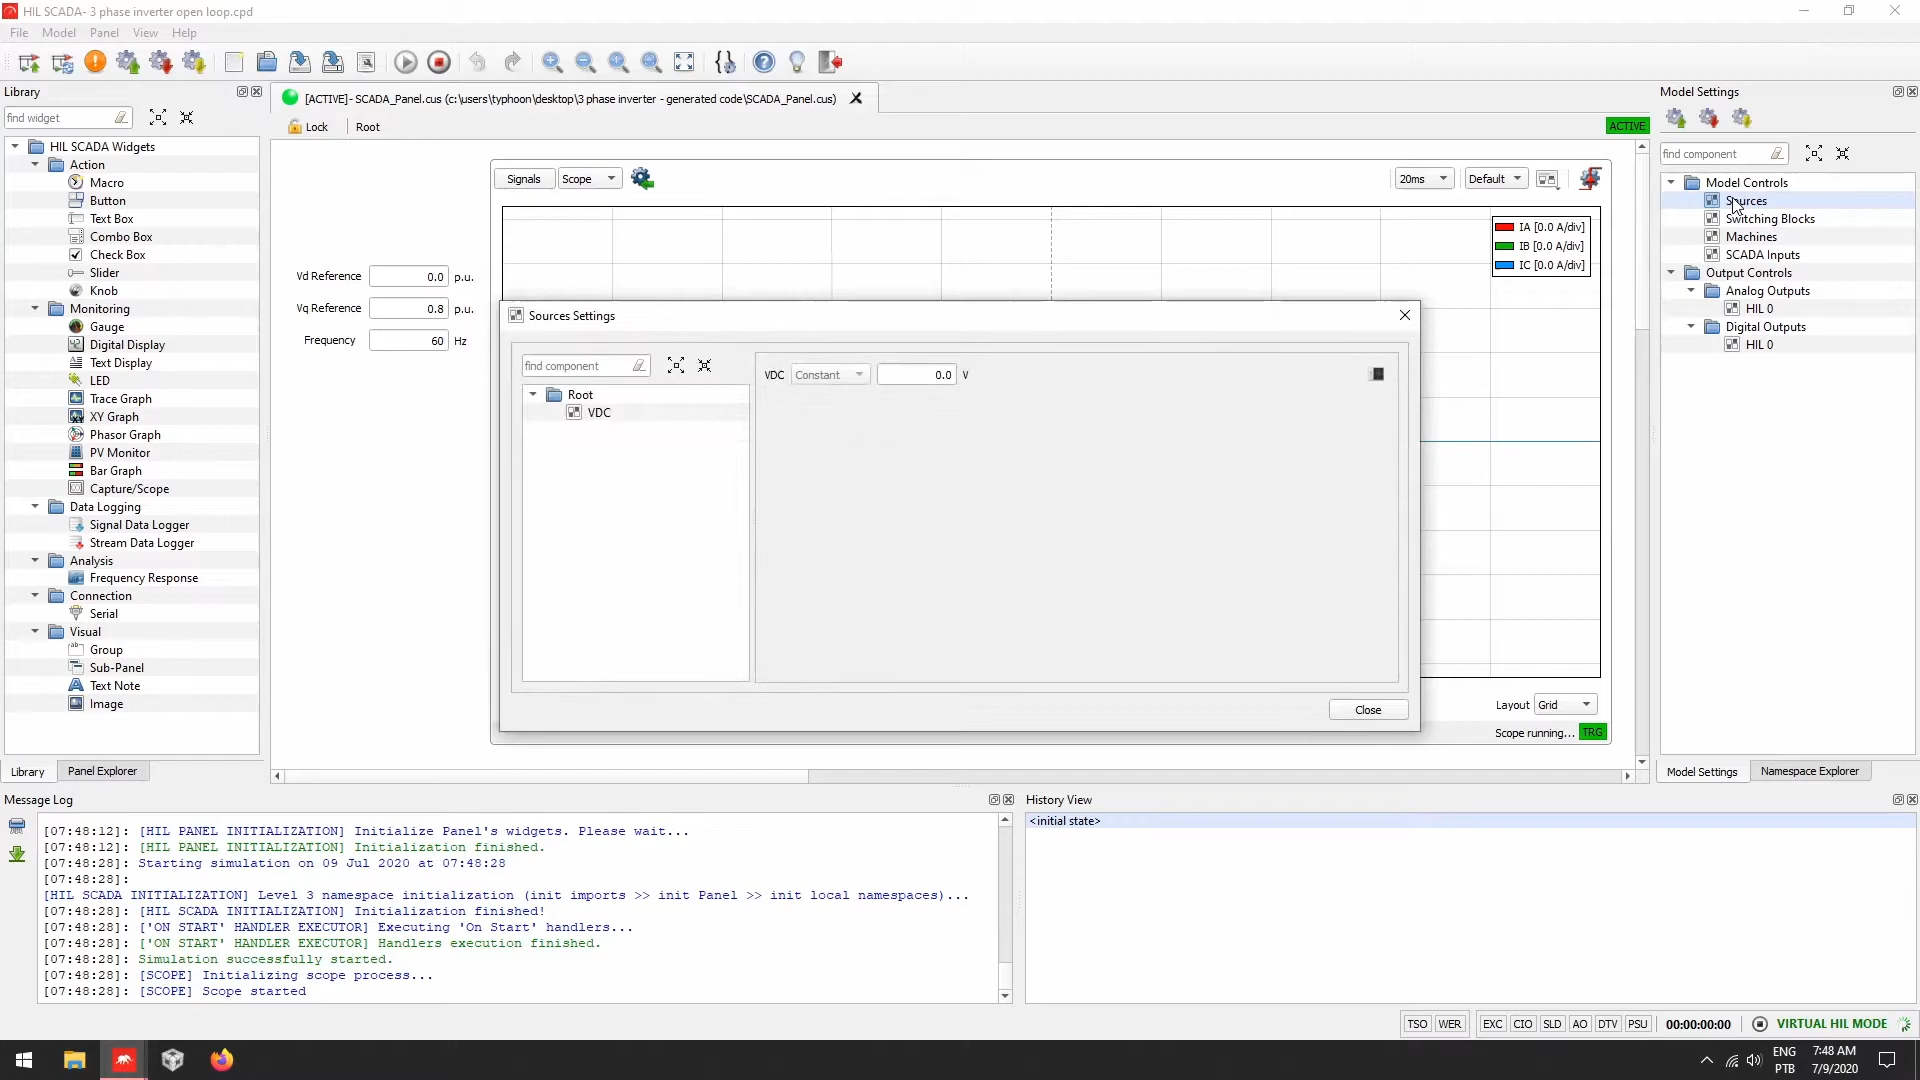 HIL SCADA- 3 phase inverter open loop.cpd
File Model Panel View Help
Library
[ACTIVE]- SCADA_Panel.cus (c:\users\typhoon\desktop\3 phase inverter - generated code\SCADA_Panel.cus)
Model Settings
find widget
Lock Root
ACTIVE
HIL SCADA Widgets
Action
Macro
Button
Text Box
Combo Box
Check Box
Slider
Knob
Monitoring
Gauge
Digital Display
Text Display
LED
Trace Graph
XY Graph
Phasor Graph
PV Monitor
Bar Graph
Capture/Scope
Data Logging
Signal Data Logger
Stream Data Logger
Analysis
Frequency Response
Connection
Serial
Visual
Group
Sub-Panel
Text Note
Image
Library Panel Explorer
Signals Scope 20ms Default
IA [0.0 A/div]
IB [0.0 A/div]
IC [0.0 A/div]
Vd Reference 0.0 p.u.
Vq Reference 0.8 p.u.
Frequency 60 Hz
Sources Settings
find component
VDC Constant 0.0 V
Root
VDC
Close
Layout Grid
Scope running... TRG
find component
Model Controls
Sources
Switching Blocks
Machines
SCADA Inputs
Output Controls
Analog Outputs
HIL 0
Digital Outputs
HIL 0
Model Settings Namespace Explorer
Message Log
[07:48:12]: [HIL PANEL INITIALIZATION] Initialize Panel's widgets. Please wait...
[07:48:12]: [HIL PANEL INITIALIZATION] Initialization finished.
[07:48:28]: Starting simulation on 09 Jul 2020 at 07:48:28
[07:48:28]:
[HIL SCADA INITIALIZATION] Level 3 namespace initialization (init imports >> init Panel >> init local namespaces)...
[07:48:28]: [HIL SCADA INITIALIZATION] Initialization finished!
[07:48:28]: ['ON START' HANDLER EXECUTOR] Executing 'On Start' handlers...
[07:48:28]: ['ON START' HANDLER EXECUTOR] Handlers execution finished.
[07:48:28]: Simulation successfully started.
[07:48:28]: [SCOPE] Initializing scope process...
[07:48:28]: [SCOPE] Scope started
History View
<initial state>
TSO WER EXC CIO SLD AO DTV PSU 00:00:00:00 VIRTUAL HIL MODE
ENG
PTB
7:48 AM
7/9/2020